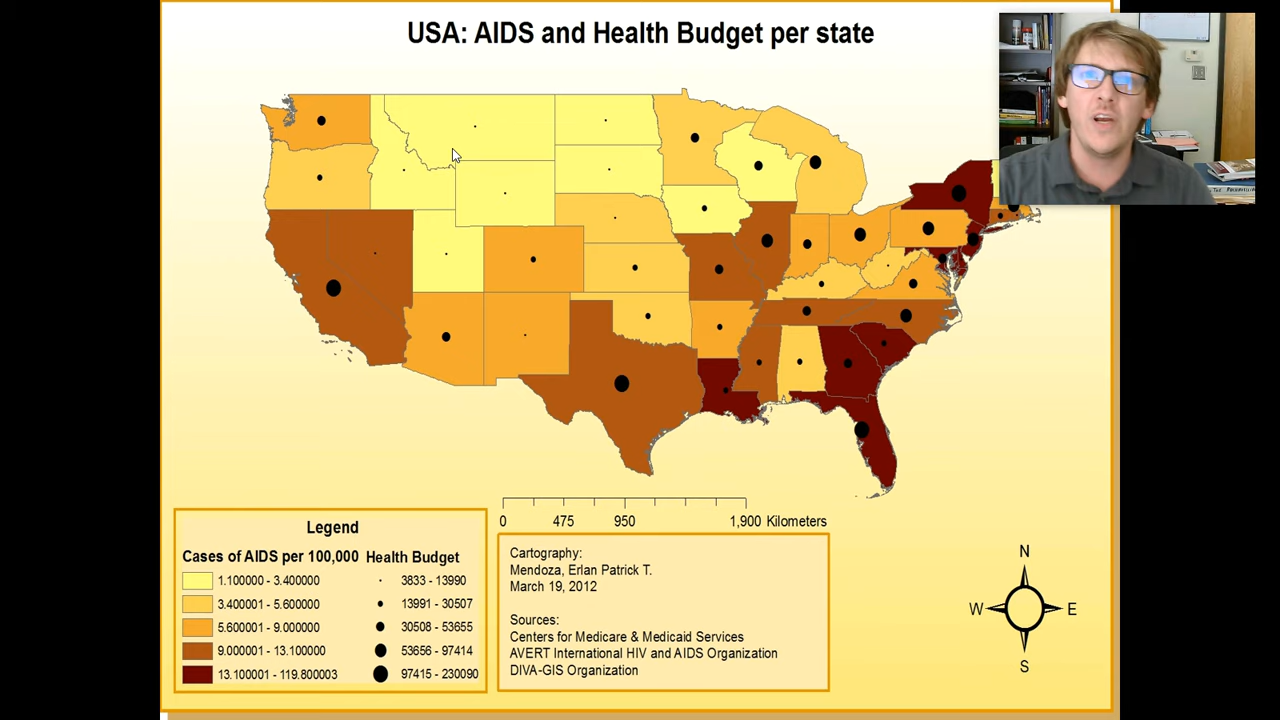 USA: AIDS and Health Budget per state
0 475 950 1,900 Kilometers
Legend
Cases of AIDS per 100,000 Health Budget
1.100000 - 3.400000 3833 - 13990
3.400001 - 5.600000 13991 - 30507
5.600001 - 9.000000 30508 - 53655
9.000001 - 13.100000 53656 - 97414
13.100001 - 119.800003 97415 - 230090
Cartography:
Mendoza, Erlan Patrick T.
March 19, 2012
Sources:
Centers for Medicare & Medicaid Services
AVERT International HIV and AIDS Organization
DIVA-GIS Organization
N
W E
S